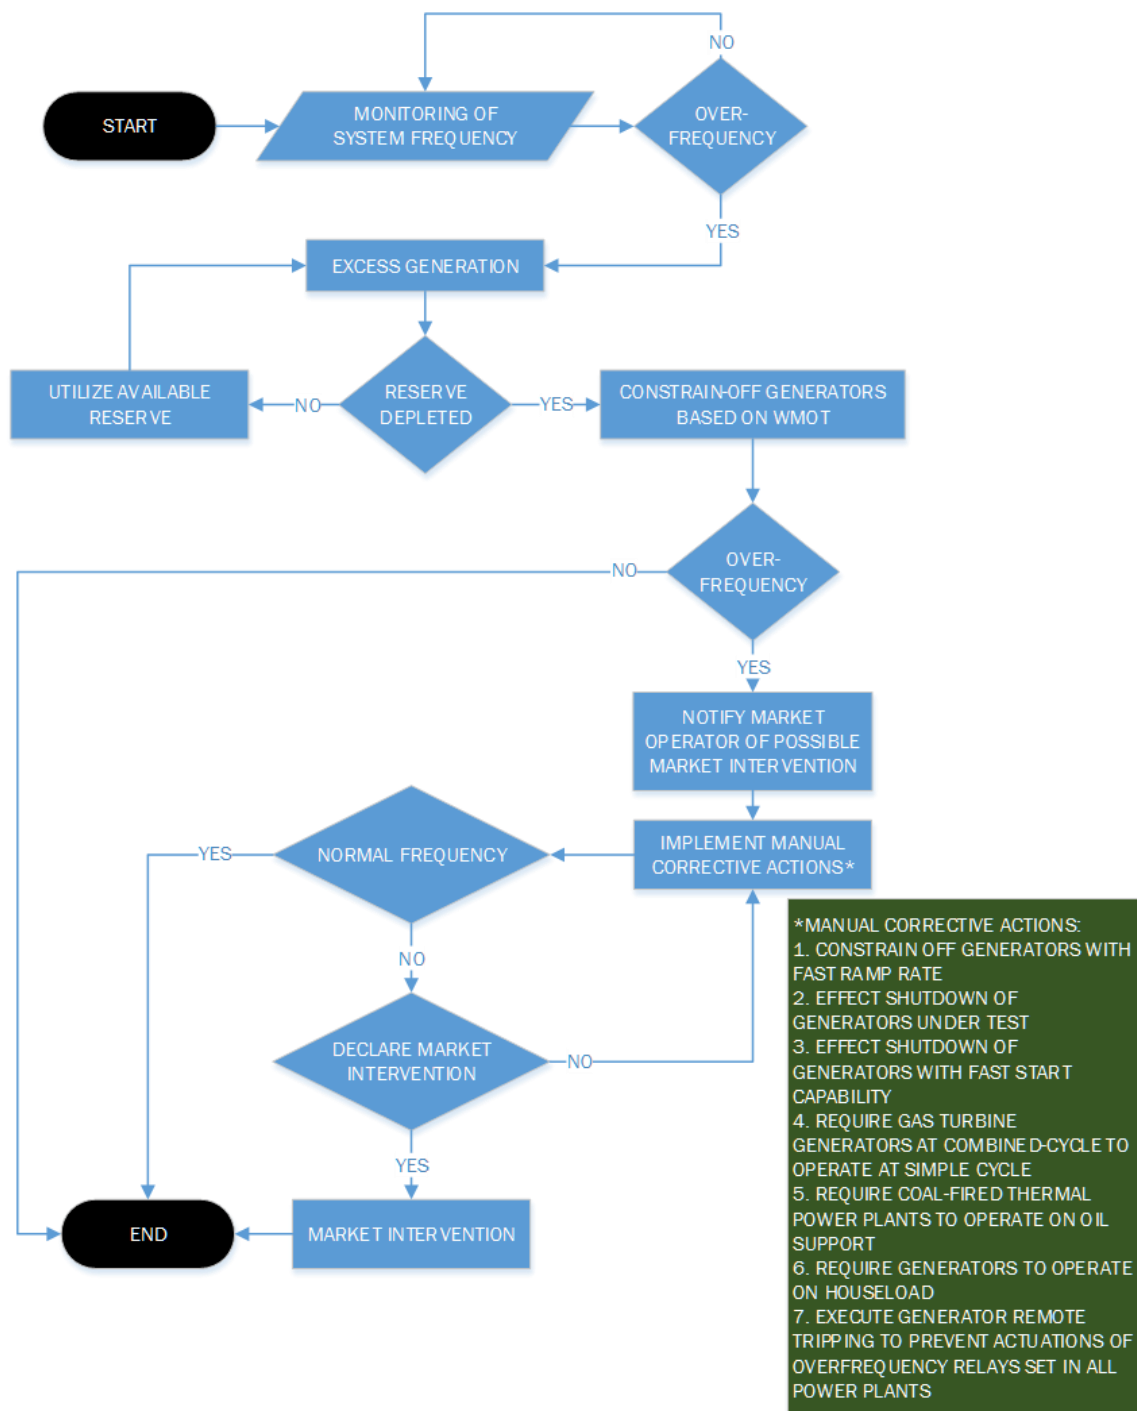 NO
START
MONITORING OF
SYSTEM FREQUENCY
OVER-
FREQUENCY
YES
EXCESS GENERATION
UTILIZE AVAILABLE
RESERVE
NO
RESERVE
DEPLETED
YES
CONSTRAIN-OFF GENERATORS
BASED ON WMOT
OVER-
FREQUENCY
NO
YES
NOTIFY MARKET
OPERATOR OF POSSIBLE
MARKET INTERVENTION
IMPLEMENT MANUAL
CORRECTIVE ACTIONS*
NORMAL FREQUENCY
YES
NO
DECLARE MARKET
INTERVENTION
NO
YES
MARKET INTERVENTION
END
*MANUAL CORRECTIVE ACTIONS:
1. CONSTRAIN OFF GENERATORS WITH
FAST RAMP RATE
2. EFFECT SHUTDOWN OF
GENERATORS UNDER TEST
3. EFFECT SHUTDOWN OF
GENERATORS WITH FAST START
CAPABILITY
4. REQUIRE GAS TURBINE
GENERATORS AT COMBINED-CYCLE TO
OPERATE AT SIMPLE CYCLE
5. REQUIRE COAL-FIRED THERMAL
POWER PLANTS TO OPERATE ON OIL
SUPPORT
6. REQUIRE GENERATORS TO OPERATE
ON HOUSELOAD
7. EXECUTE GENERATOR REMOTE
TRIPPING TO PREVENT ACTUATIONS OF
OVERFREQUENCY RELAYS SET IN ALL
POWER PLANTS